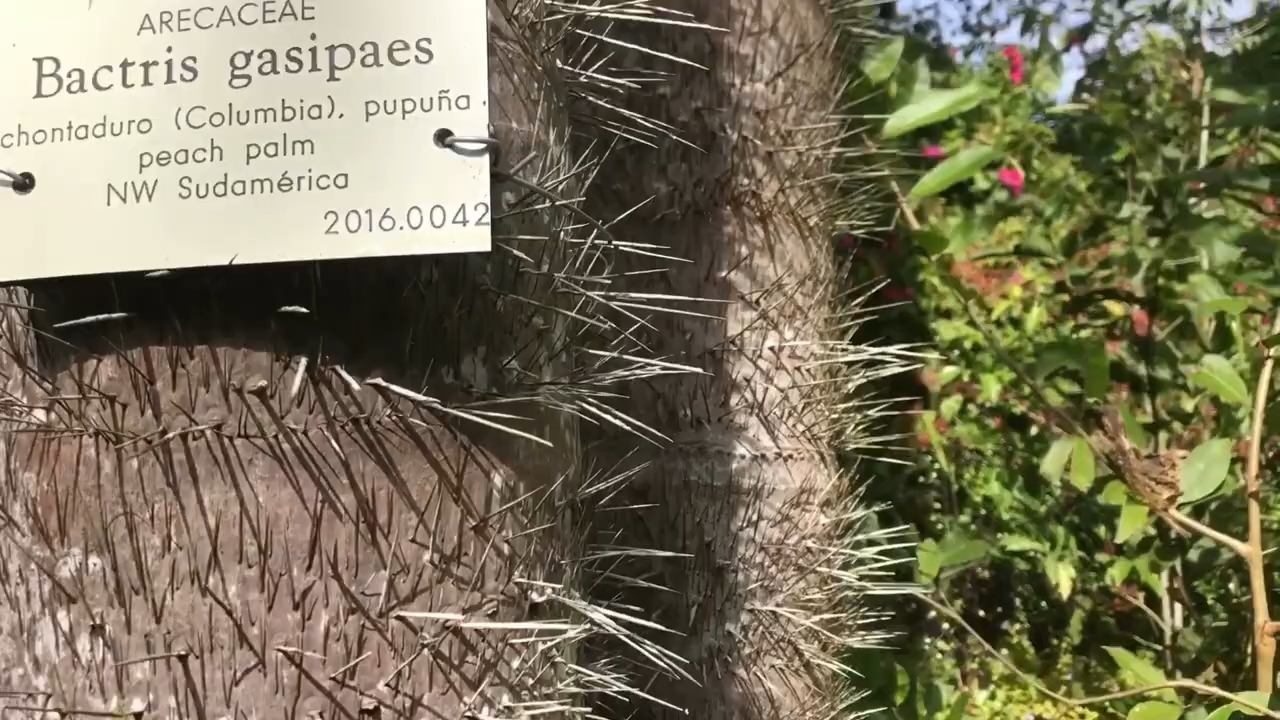 ARECACEAE
Bactris gasipaes
chontaduro (Columbia), pupuña
peach palm
NW Sudamérica
2016.0042